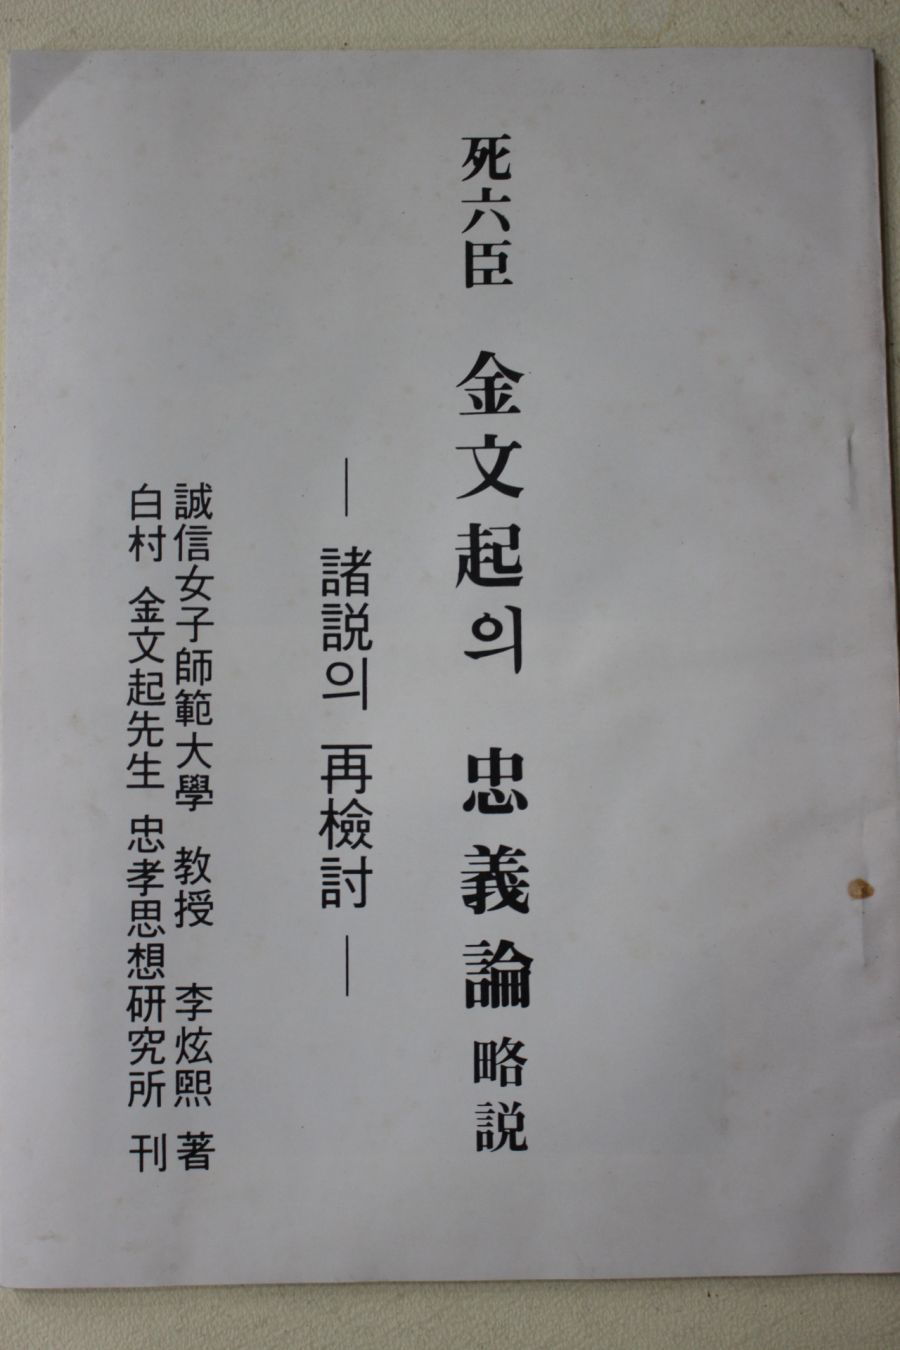 死六臣 金文起의 忠義論 略説
― 諸説의 再檢討 ―
誠信女子師範大學 教授 李炫熙 著
白村 金文起先生 忠孝思想研究所 刊